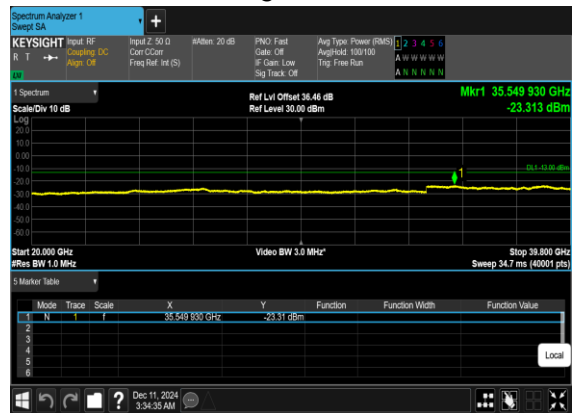 Spectrum Analyzer 1
Swept SA
KEYSIGHT Input: RF Input Z: 50 Ω #Atten: 20 dB PNO: Fast Avg Type: Power (RMS) 1 2 3 4 5 6
R T Coupling: DC Corr CCorr Gate: Off Avg|Hold: 100/100 A W W W W W
Align: Off Freq Ref: Int (S) IF Gain: Low Trig: Free Run
LXI Sig Track: Off A N N N N N
1 Spectrum
Ref Lvl Offset 36.46 dB Mkr1 35.549 930 GHz
Scale/Div 10 dB Ref Level 30.00 dBm -23.313 dBm
Log
20.0
10.0
0.00
-10.0 1 DL1 -13.00 dBm
-20.0
-30.0
-40.0
-50.0
-60.0
Start 20.000 GHz Video BW 3.0 MHz* Stop 39.800 GHz
#Res BW 1.0 MHz Sweep 34.7 ms (40001 pts)
5 Marker Table
Mode Trace Scale X Y Function Function Width Function Value
1 N 1 f 35.549 930 GHz -23.31 dBm
2
3
4
5
6
Local
? Dec 11, 2024
3:34:35 AM